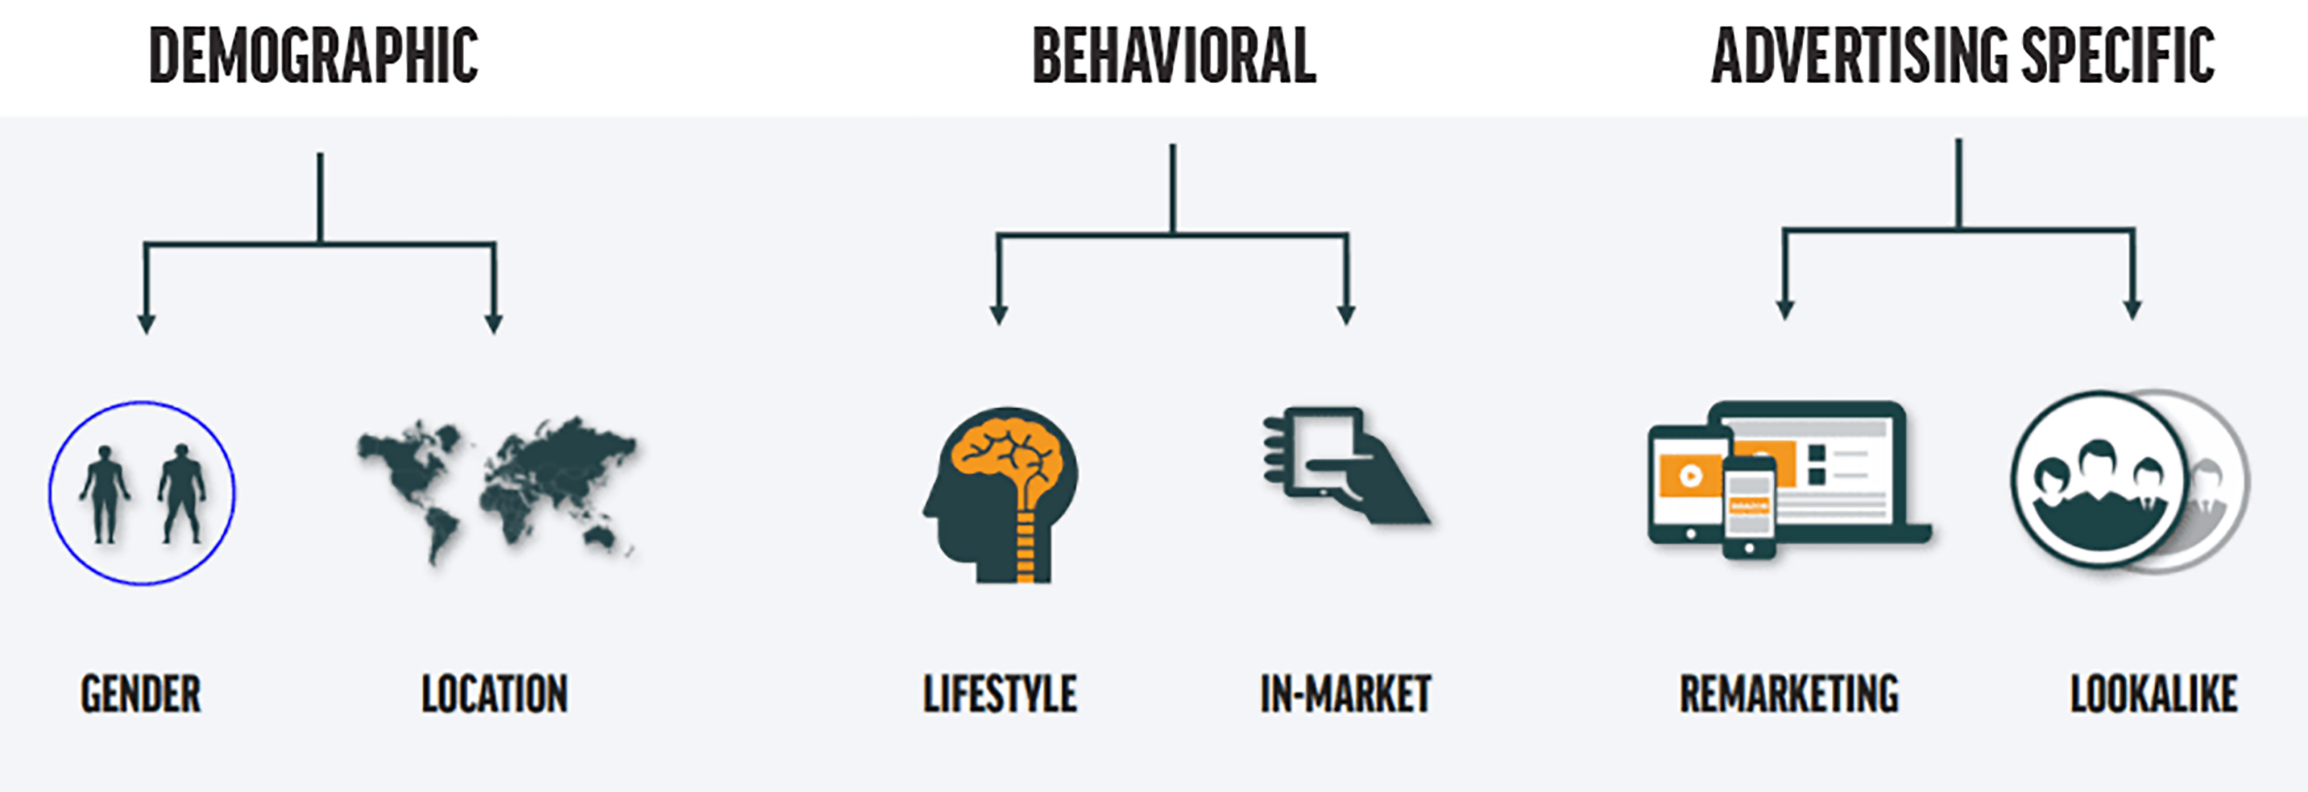 DEMOGRAPHIC
BEHAVIORAL
ADVERTISING SPECIFIC
GENDER
LOCATION
LIFESTYLE
IN-MARKET
REMARKETING
LOOKALIKE